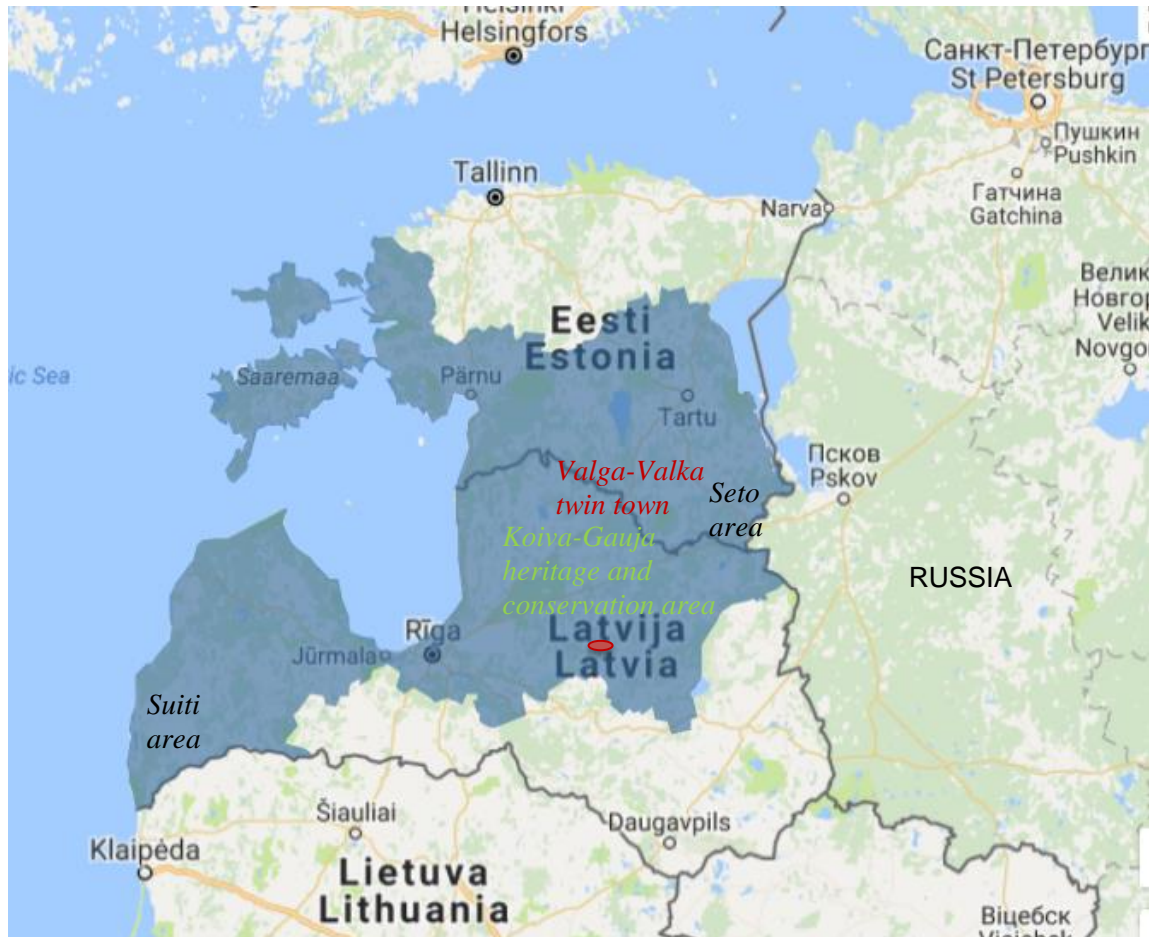 Helsingfors
Санкт-Петербург
St Petersburg
Пушкин
Pushkin
Tallinn
Гатчина
Gatchina
Narva
Велик
Новгор
Velik
Novgo
Eesti
Estonia
ic Sea
Saaremaa
Pärnu
Tartu
Псков
Pskov
Valga-Valka
twin town
Seto
area
Koiva-Gauja
heritage and
conservation area
RUSSIA
Latvija
Latvia
Rīga
Jūrmala
Suiti
area
Šiauliai
Daugavpils
Klaipėda
Lietuva
Lithuania
Віцебск